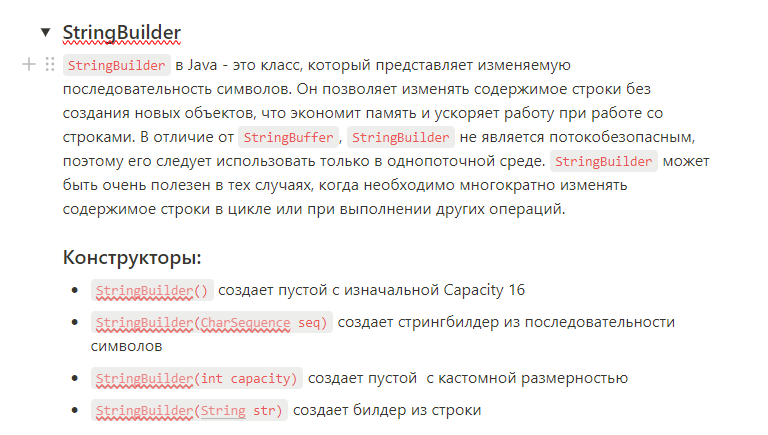 StringBuilder
StringBuilder в Java - это класс, который представляет изменяемую
последовательность символов. Он позволяет изменять содержимое строки без
создания новых объектов, что экономит память и ускоряет работу при работе со
строками. В отличие от StringBuffer, StringBuilder не является потокобезопасным,
поэтому его следует использовать только в однопоточной среде. StringBuilder может
быть очень полезен в тех случаях, когда необходимо многократно изменять
содержимое строки в цикле или при выполнении других операций.
Конструкторы:
• StringBuilder() создает пустой с изначальной Capacity 16
• StringBuilder(CharSequence seq) создает стрингбилдер из последовательности
символов
• StringBuilder(int capacity) создает пустой с кастомной размерностью
• StringBuilder(String str) создает билдер из строки